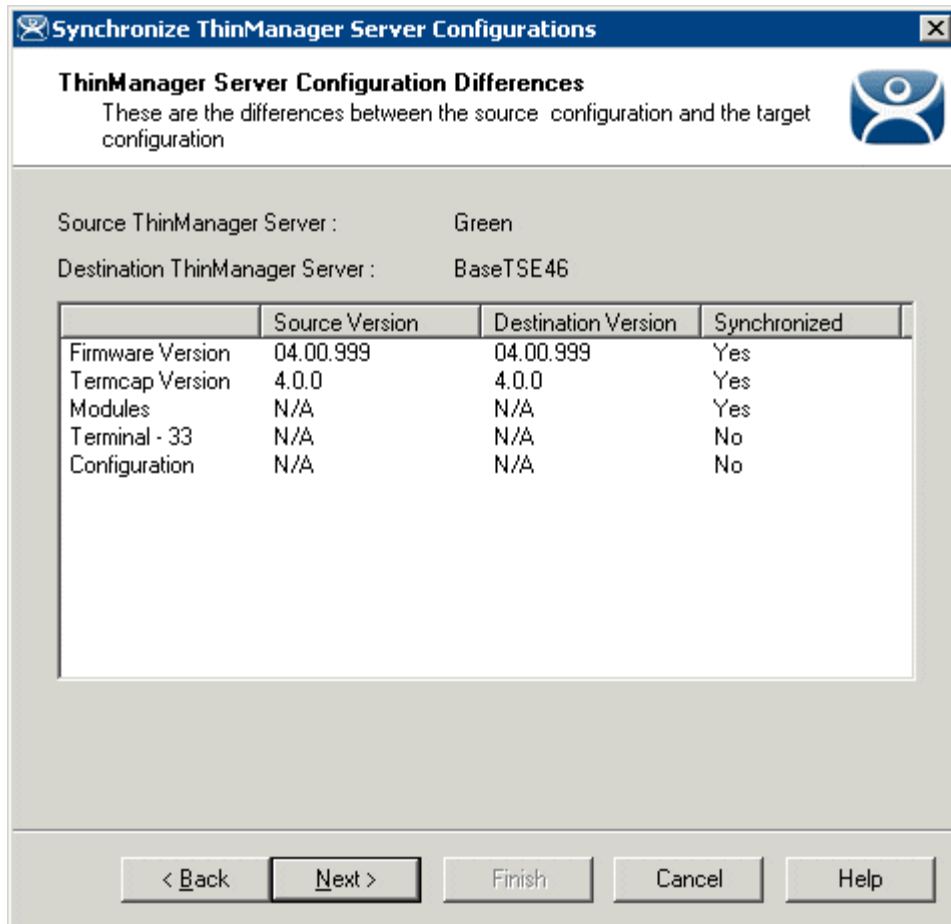 Synchronize ThinManager Server Configurations
ThinManager Server Configuration Differences
These are the differences between the source configuration and the target
configuration
Source ThinManager Server : Green
Destination ThinManager Server : BaseTSE46
Source Version Destination Version Synchronized
Firmware Version 04.00.999 04.00.999 Yes
Termcap Version 4.0.0 4.0.0 Yes
Modules N/A N/A Yes
Terminal - 33 N/A N/A No
Configuration N/A N/A No
< Back Next > Finish Cancel Help